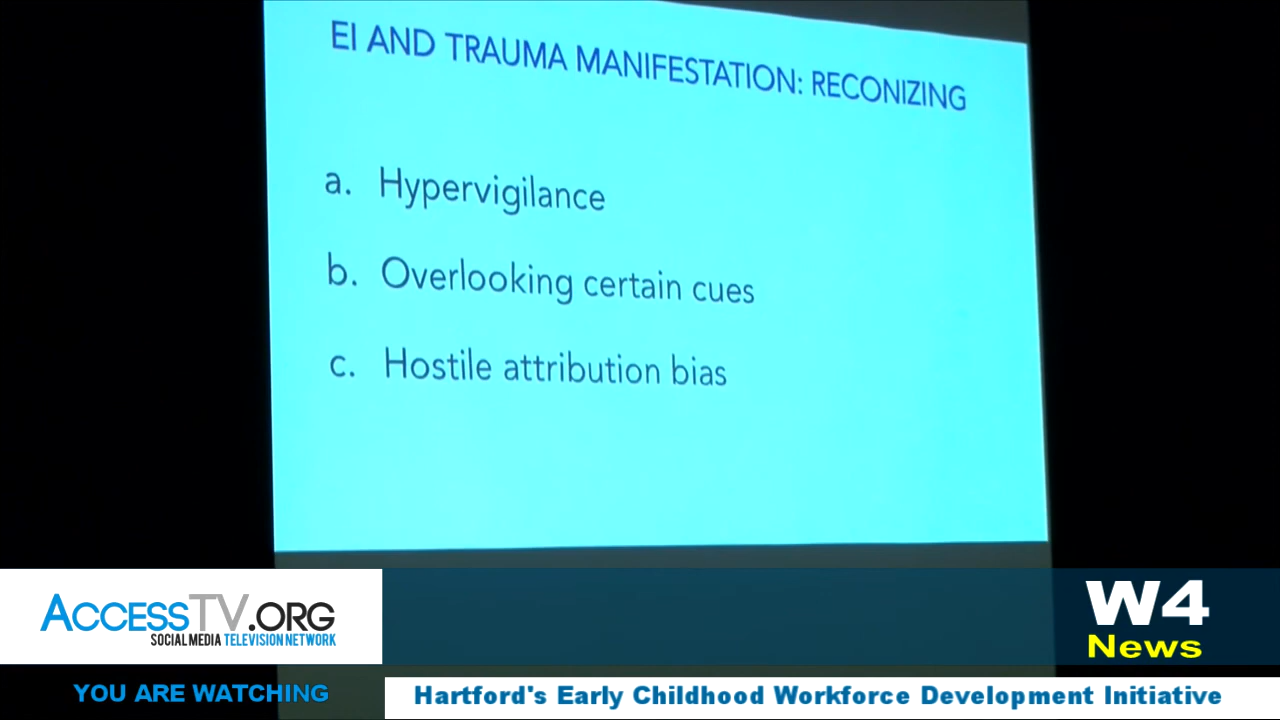 EI AND TRAUMA MANIFESTATION: RECONIZING
a. Hypervigilance
b. Overlooking certain cues
c. Hostile attribution bias
ACCESSTV.ORG
SOCIAL MEDIA TELEVISION NETWORK
W4
News
YOU ARE WATCHING
Hartford's Early Childhood Workforce Development Initiative